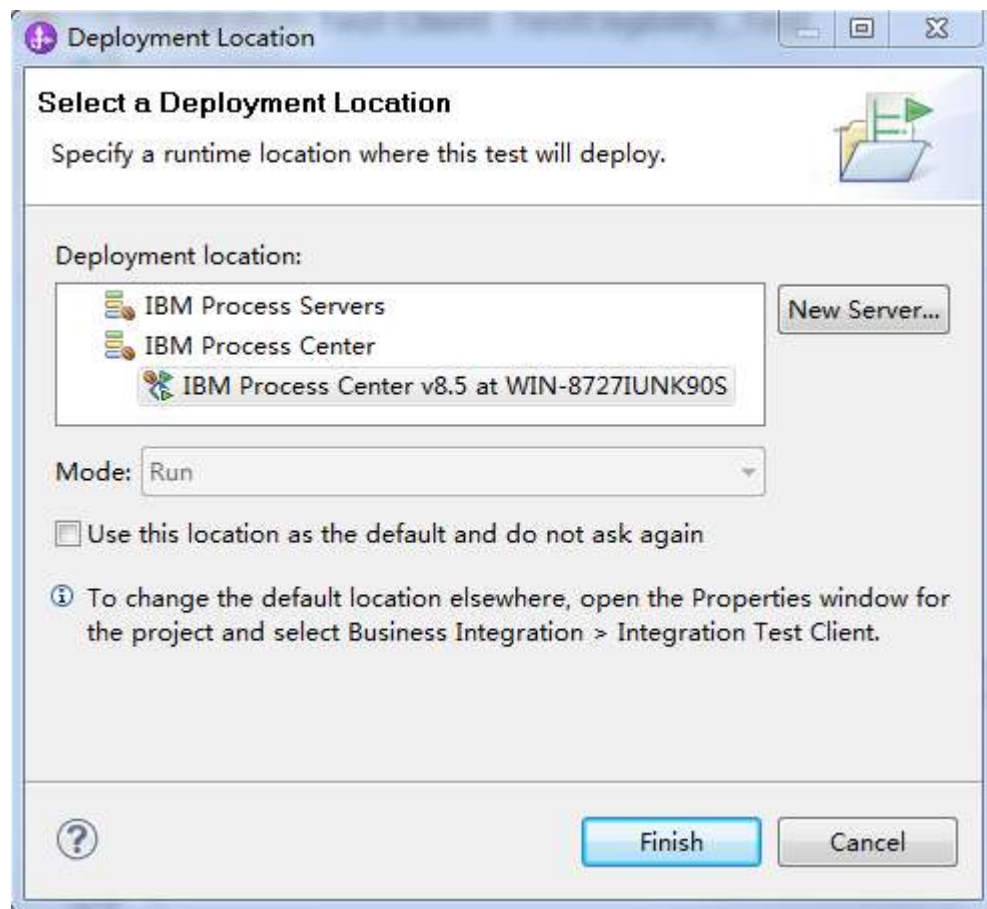 Deployment Location
Select a Deployment Location
Specify a runtime location where this test will deploy.
Deployment location:
IBM Process Servers
New Server...
IBM Process Center
IBM Process Center v8.5 at WIN-8727IUNK90S
Mode: Run
Use this location as the default and do not ask again
To change the default location elsewhere, open the Properties window for
the project and select Business Integration > Integration Test Client.
Finish
Cancel